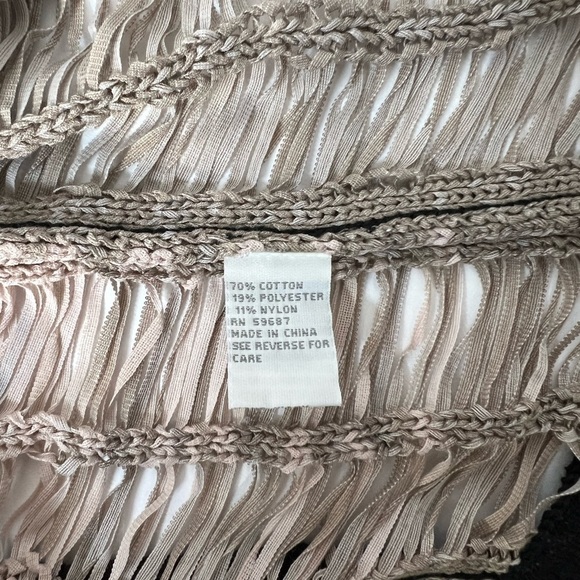 70% COTTON
19% POLYESTER
11% NYLON
RN 59687
MADE IN CHINA
SEE REVERSE FOR
CARE